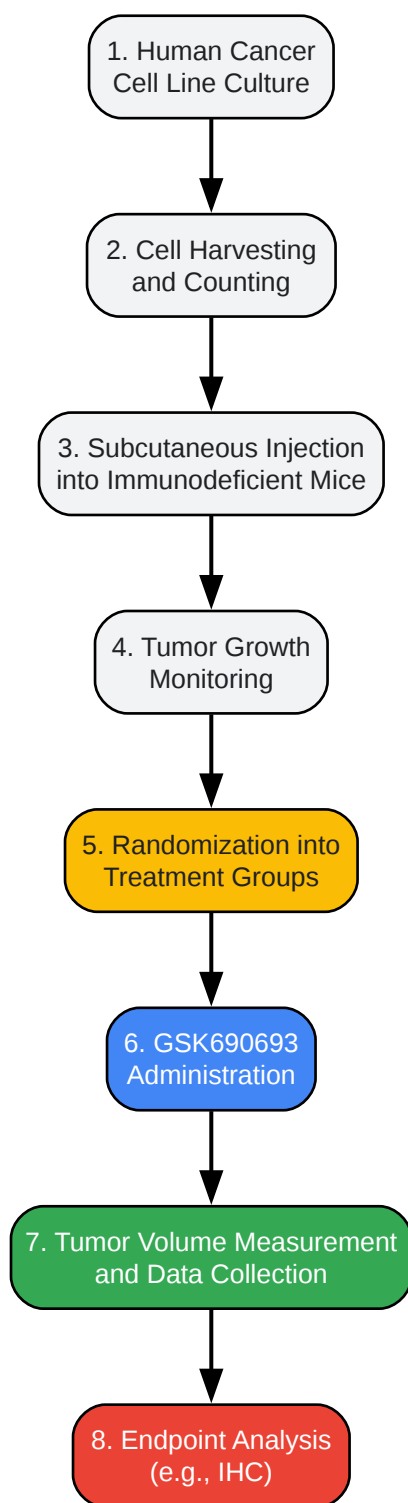 1. Human Cancer
Cell Line Culture
2. Cell Harvesting
and Counting
3. Subcutaneous Injection
into Immunodeficient Mice
4. Tumor Growth
Monitoring
5. Randomization into
Treatment Groups
6. GSK690693
Administration
7. Tumor Volume Measurement
and Data Collection
8. Endpoint Analysis
(e.g., IHC)